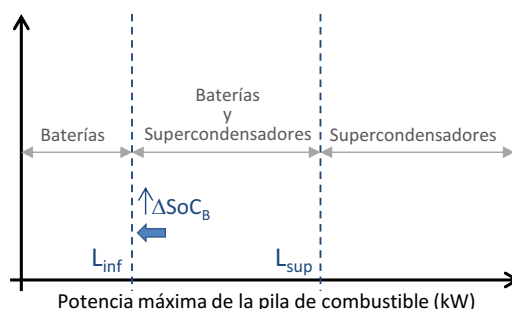 Baterías
y
Baterías Supercondensadores Supercondensadores
↑ΔSoC_B
L_inf L_sup
Potencia máxima de la pila de combustible (kW)